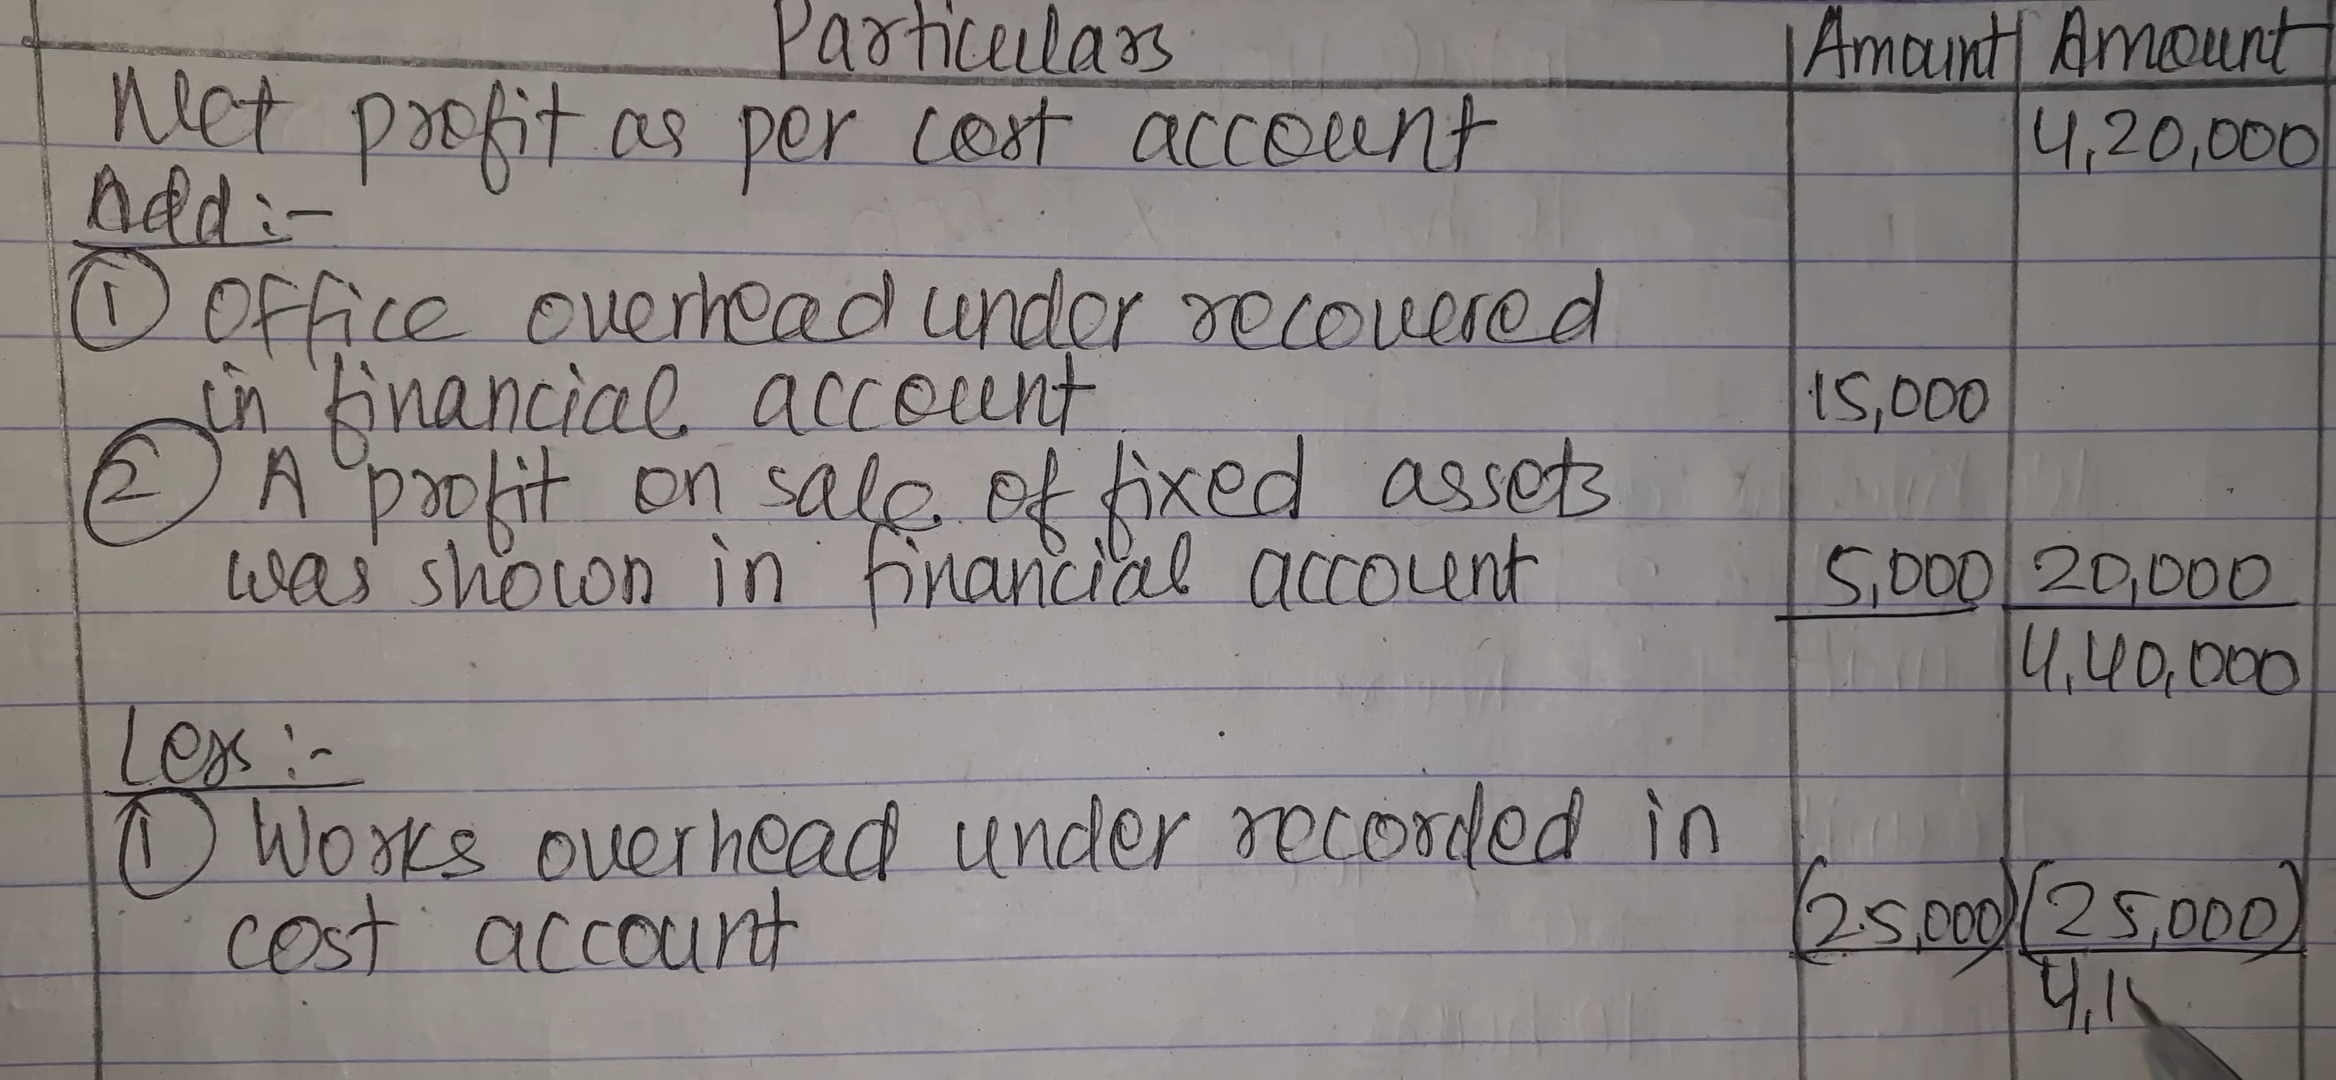 Particulars Amount Amount
Net profit as per cost account 4,20,000
Add :-
① Office overhead under recovered
in financial account 15,000
② A profit on sale of fixed assets
was shown in financial account 5,000 20,000
4,40,000
Less :-
① Works overhead under recorded in
cost account (25,000) (25,000)
4,1